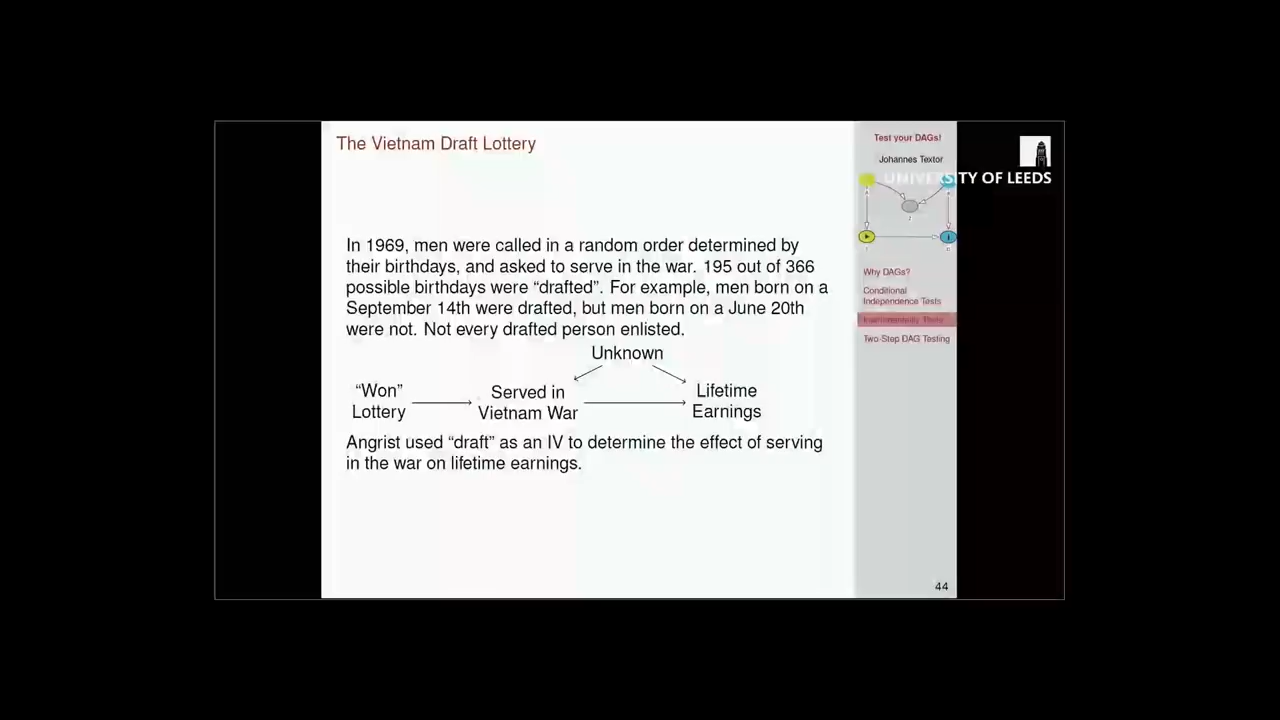 The Vietnam Draft Lottery
In 1969, men were called in a random order determined by
their birthdays, and asked to serve in the war. 195 out of 366
possible birthdays were “drafted”. For example, men born on a
September 14th were drafted, but men born on a June 20th
were not. Not every drafted person enlisted.
Unknown
“Won”
Lottery
Served in
Vietnam War
Lifetime
Earnings
Angrist used “draft” as an IV to determine the effect of serving
in the war on lifetime earnings.
Test your DAGs!
Johannes Textor
UNIVERSITY OF LEEDS
Why DAGs?
Conditional
Independence Tests
Two-Step DAG Testing
44